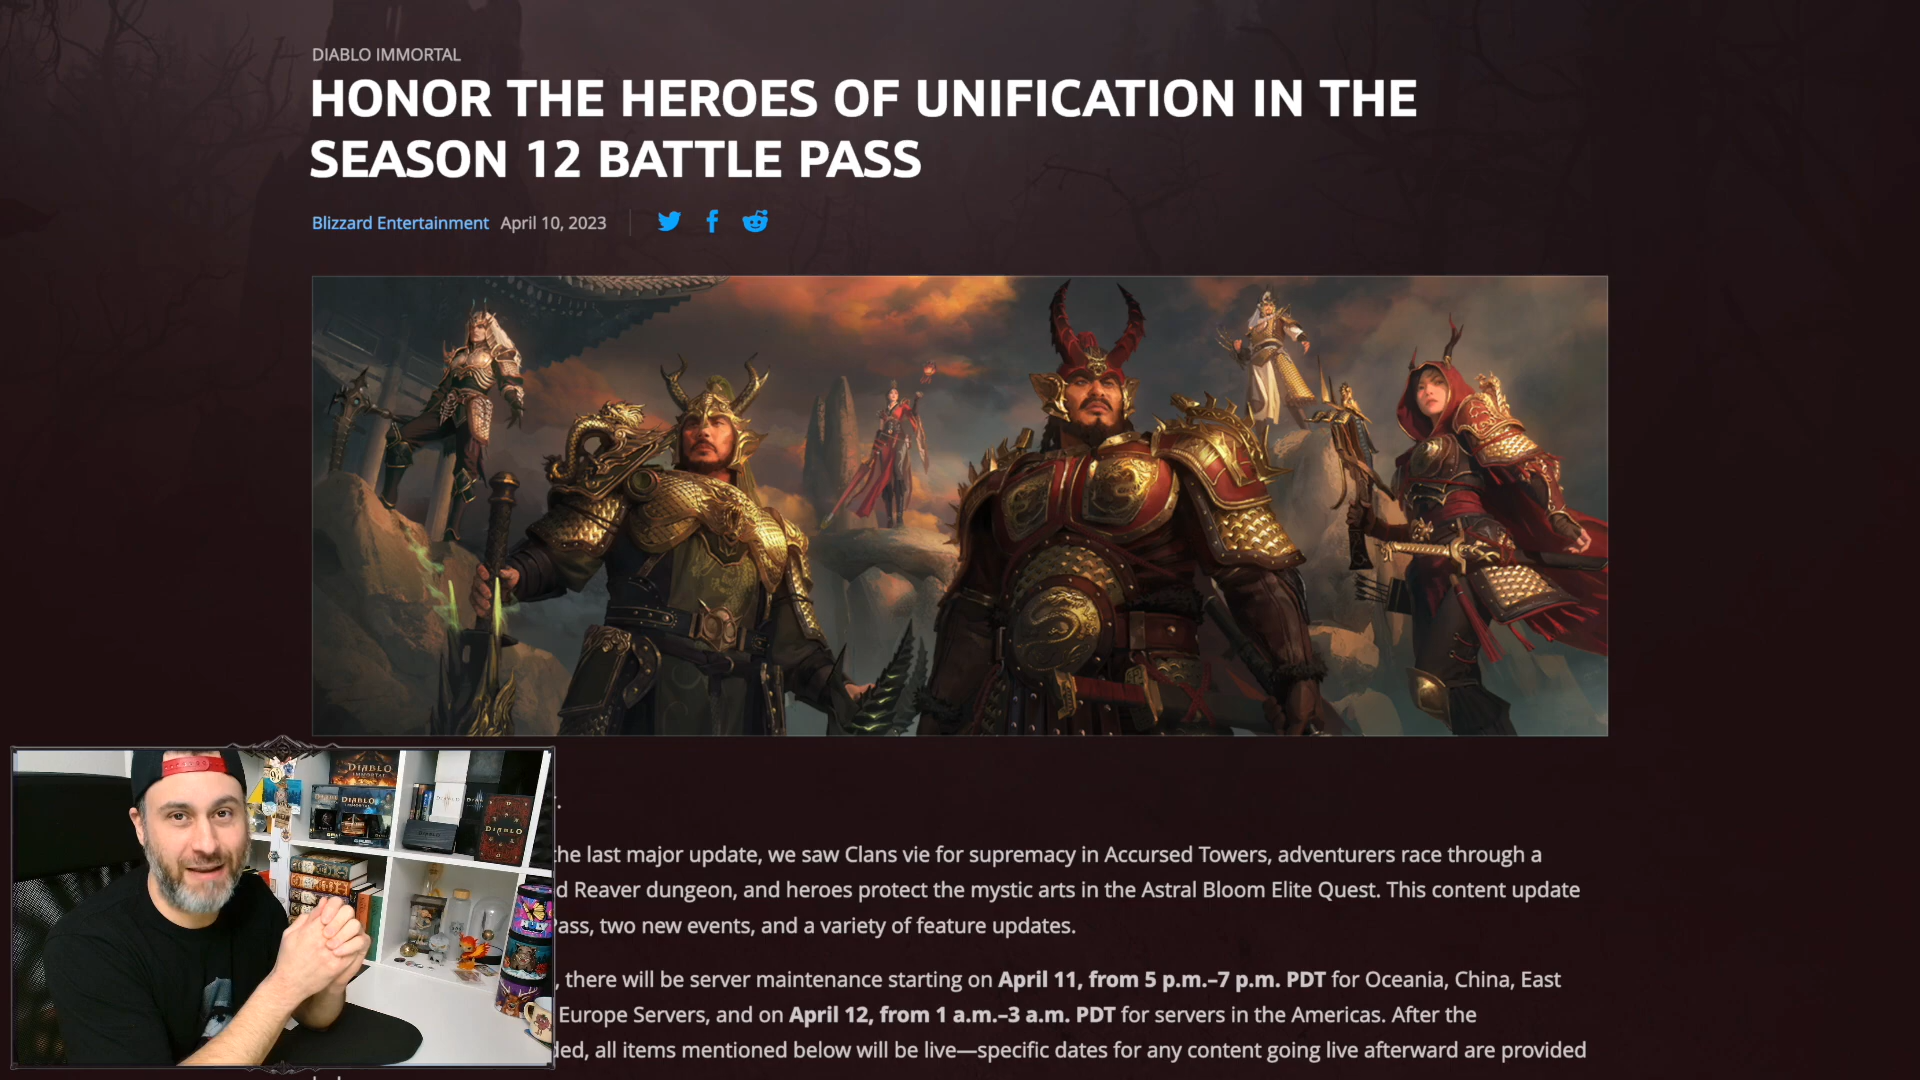 DIABLO IMMORTAL
HONOR THE HEROES OF UNIFICATION IN THE
SEASON 12 BATTLE PASS
Blizzard Entertainment April 10, 2023
DIABLO
IMMORTAL
DIABLO
DIABLO
the last major update, we saw Clans vie for supremacy in Accursed Towers, adventurers race through a
d Reaver dungeon, and heroes protect the mystic arts in the Astral Bloom Elite Quest. This content update
ass, two new events, and a variety of feature updates.
, there will be server maintenance starting on April 11, from 5 p.m.–7 p.m. PDT for Oceania, China, East
Europe Servers, and on April 12, from 1 a.m.–3 a.m. PDT for servers in the Americas. After the
ded, all items mentioned below will be live—specific dates for any content going live afterward are provided